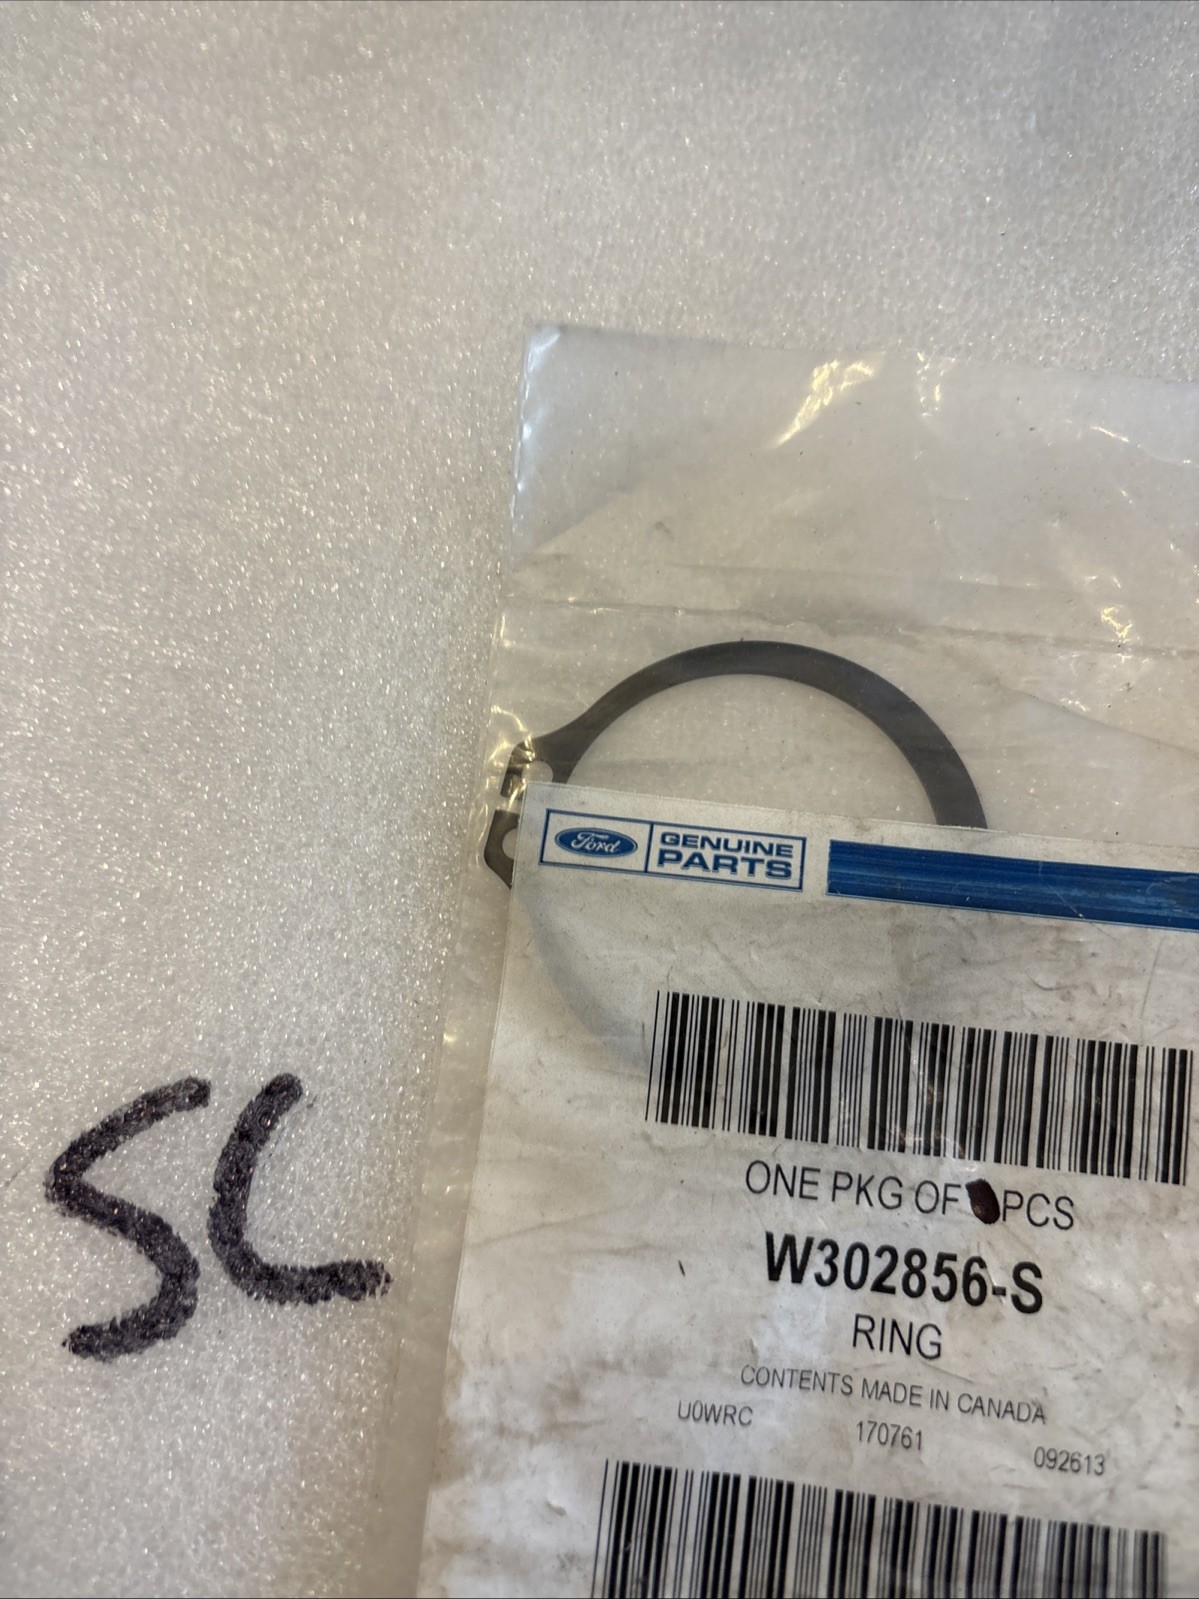 Ford
GENUINE
PARTS
ONE PKG OF PCS
W302856-S
RING
CONTENTS MADE IN CANADA
U0WRC 170761 092613
SC